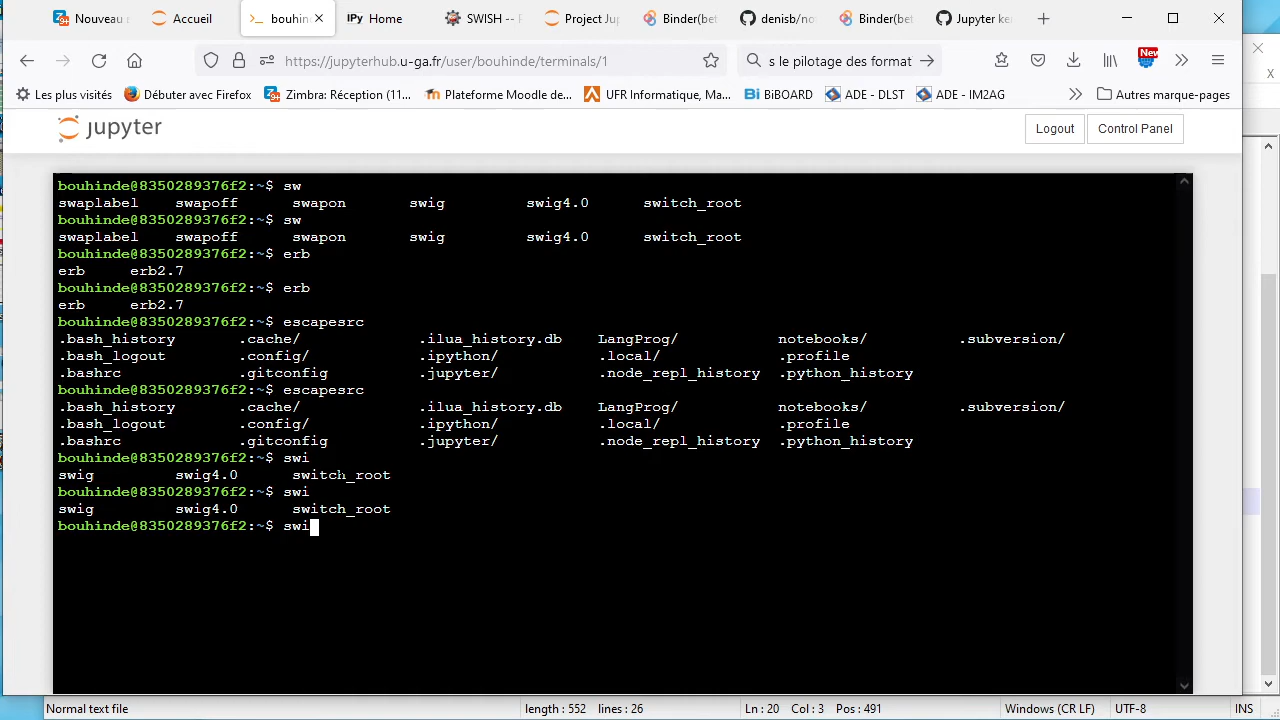 Nouveau
Accueil
bouhin
IPy Home
SWISH --
Project Ju
Binder(bet
denisb/no
Binder(bet
Jupyter ke
https://jupyterhub.u-ga.fr/user/bouhinde/terminals/1
s le pilotage des format
New
Les plus visités
Débuter avec Firefox
Zimbra: Réception (11...
Plateforme Moodle de...
UFR Informatique, Ma...
BiBOARD
ADE - DLST
ADE - IM2AG
Autres marque-pages
jupyter
Logout
Control Panel
bouhinde@8350289376f2:~$ sw
swaplabel swapoff swapon swig swig4.0 switch_root
bouhinde@8350289376f2:~$ sw
swaplabel swapoff swapon swig swig4.0 switch_root
bouhinde@8350289376f2:~$ erb
erb erb2.7
bouhinde@8350289376f2:~$ erb
erb erb2.7
bouhinde@8350289376f2:~$ escapesrc
.bash_history .cache/ .ilua_history.db LangProg/ notebooks/ .subversion/
.bash_logout .config/ .ipython/ .local/ .profile
.bashrc .gitconfig .jupyter/ .node_repl_history .python_history
bouhinde@8350289376f2:~$ escapesrc
.bash_history .cache/ .ilua_history.db LangProg/ notebooks/ .subversion/
.bash_logout .config/ .ipython/ .local/ .profile
.bashrc .gitconfig .jupyter/ .node_repl_history .python_history
bouhinde@8350289376f2:~$ swi
swig swig4.0 switch_root
bouhinde@8350289376f2:~$ swi
swig swig4.0 switch_root
bouhinde@8350289376f2:~$ swi
X
Normal text file
length : 552 lines : 26
Ln : 20 Col : 3 Pos : 491
Windows (CR LF)
UTF-8
INS